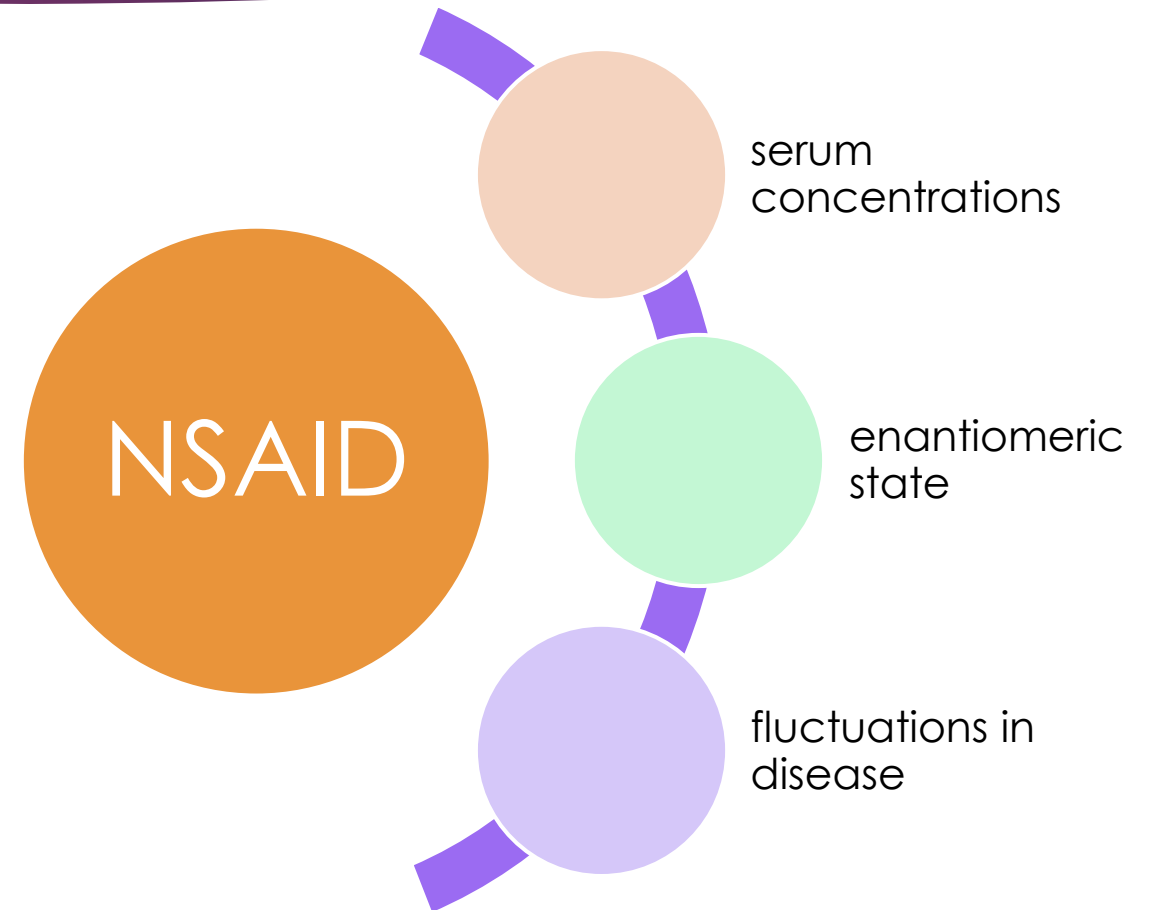 NSAID
serum
concentrations
enantiomeric
state
fluctuations in
disease